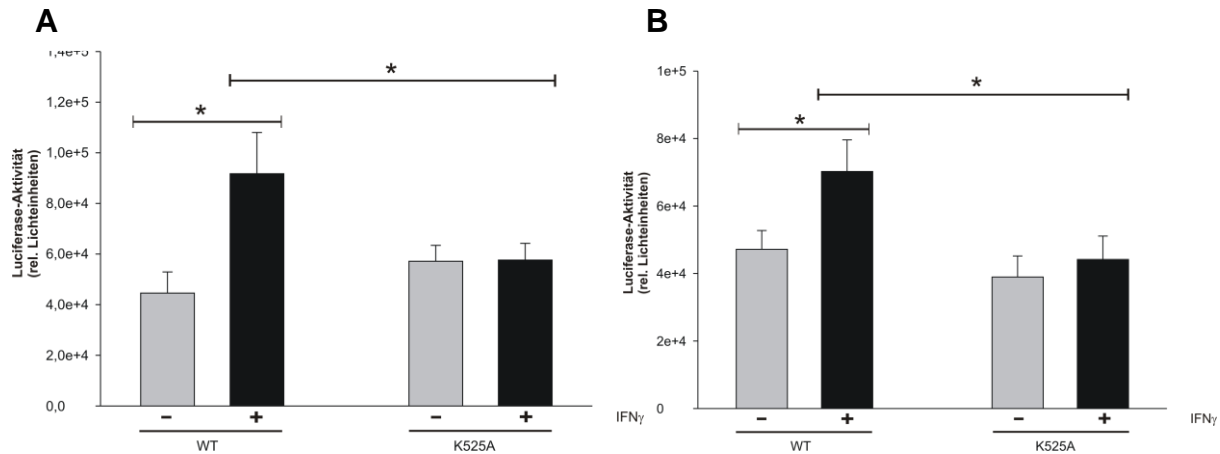 A
Luciferase-Aktivität
(rel. Lichteinheiten)
1,4e+5
1,2e+5
1,0e+5
8,0e+4
6,0e+4
4,0e+4
2,0e+4
0,0
*
*
– + – + IFNγ
WT K525A
B
Luciferase-Aktivität
(rel. Lichteinheiten)
1e+5
8e+4
6e+4
4e+4
2e+4
0
*
*
– + – + IFNγ
WT K525A